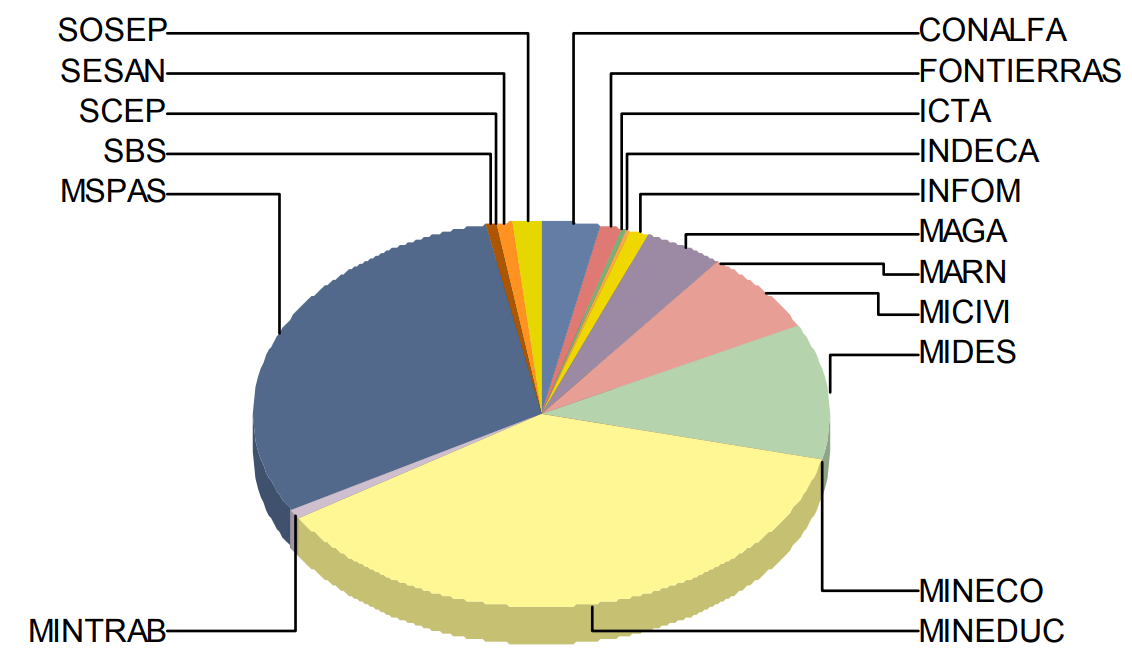 SOSEP
SESAN
SCEP
SBS
MSPAS
CONALFA
FONTIERRAS
ICTA
INDECA
INFOM
MAGA
MARN
MICIVI
MIDES
MINECO
MINEDUC
MINTRAB